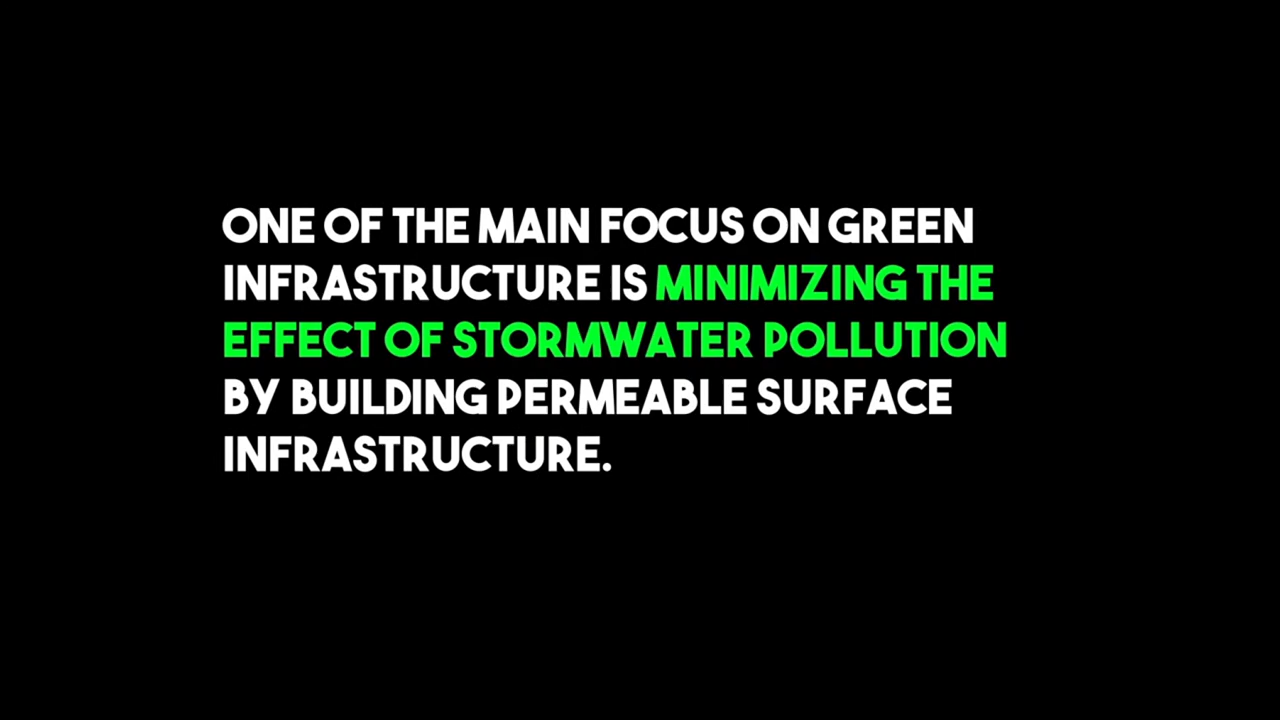 ONE OF THE MAIN FOCUS ON GREEN
INFRASTRUCTURE IS MINIMIZING THE
EFFECT OF STORMWATER POLLUTION
BY BUILDING PERMEABLE SURFACE
INFRASTRUCTURE.